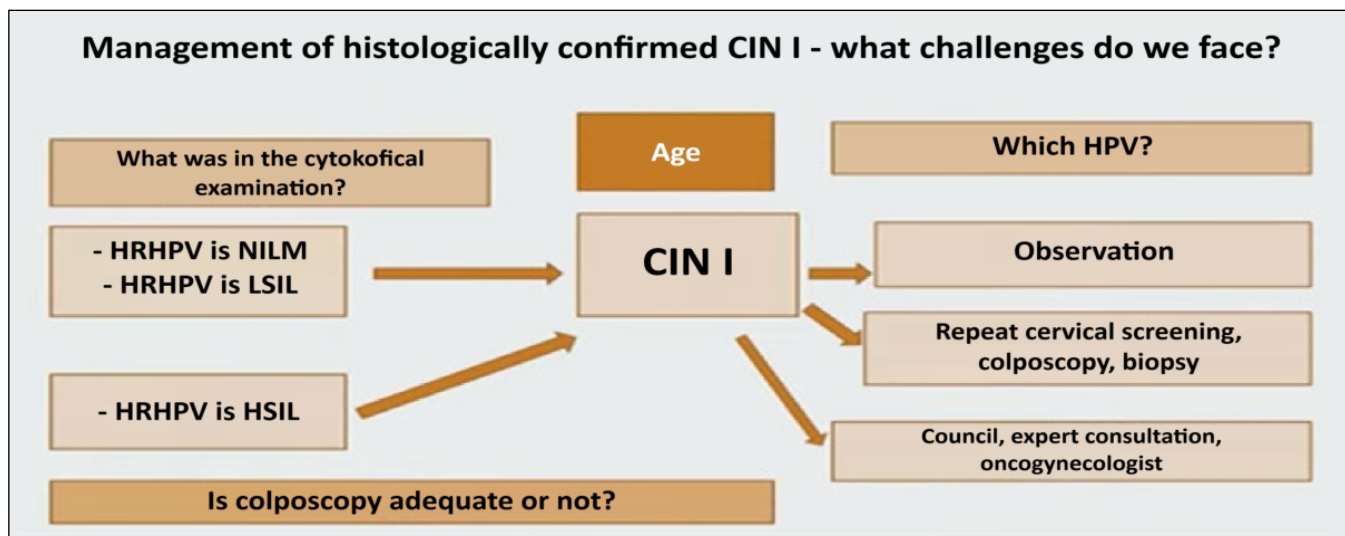 Management of histologically confirmed CIN I - what challenges do we face?
What was in the cytokofical
examination?
Age
Which HPV?
- HRHPV is NILM
- HRHPV is LSIL
CIN I
Observation
Repeat cervical screening,
colposcopy, biopsy
- HRHPV is HSIL
Council, expert consultation,
oncogynecologist
Is colposcopy adequate or not?